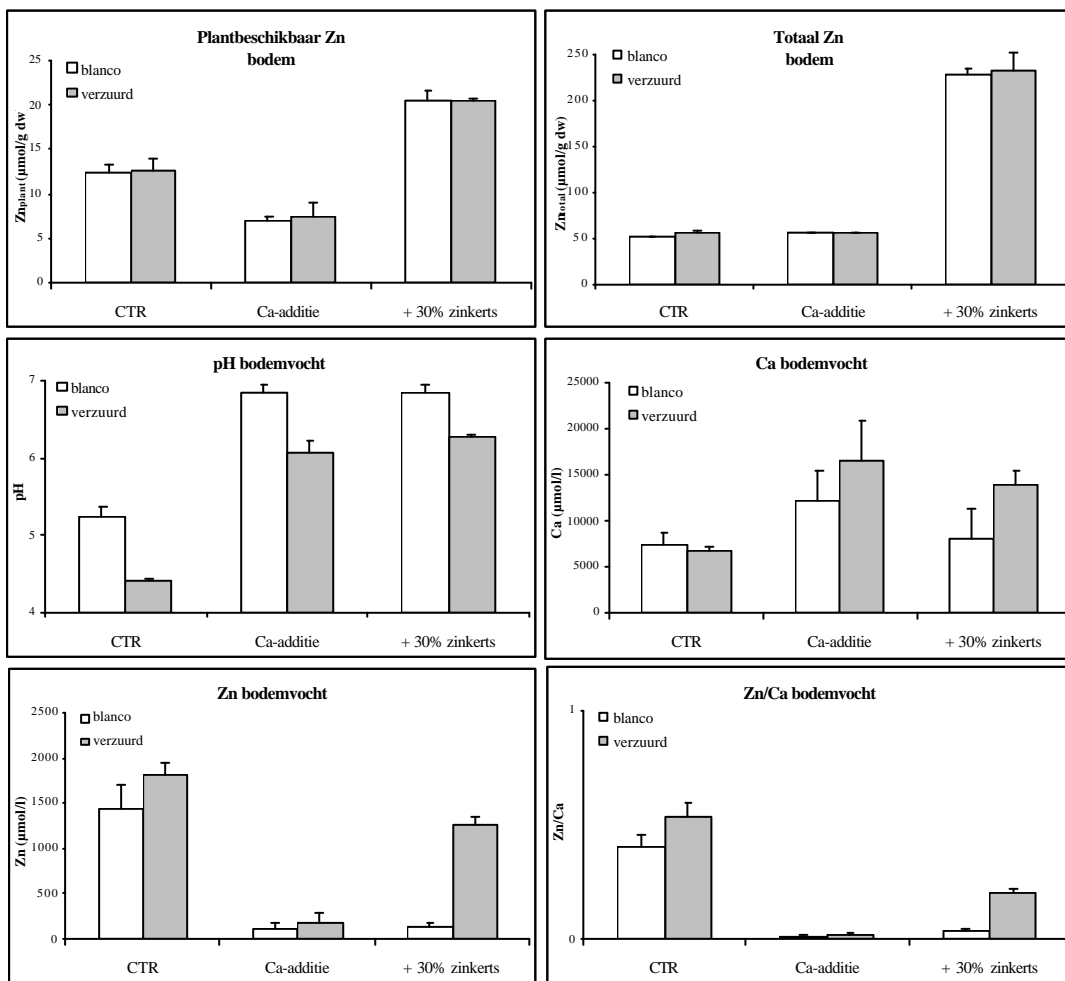 Plantbeschikbaar Zn
bodem
blanco
verzuurd
25
20
15
10
5
0
Znplant (µmol/g dw
CTR
Ca-additie
+ 30% zinkerts
Totaal Zn
bodem
blanco
verzuurd
250
200
150
100
50
0
Zntotal (µmol/g dw)
CTR
Ca-additie
+ 30% zinkerts
pH bodemvocht
blanco
verzuurd
7
6
5
4
pH
CTR
Ca-additie
+ 30% zinkerts
Ca bodemvocht
blanco
verzuurd
25000
20000
15000
10000
5000
0
Ca (µmol/l)
CTR
Ca-additie
+ 30% zinkerts
Zn bodemvocht
blanco
verzuurd
2500
2000
1500
1000
500
0
Zn (µmol/l)
CTR
Ca-additie
+ 30% zinkerts
Zn/Ca bodemvocht
blanco
verzuurd
1
0
Zn/Ca
CTR
Ca-additie
+ 30% zinkerts